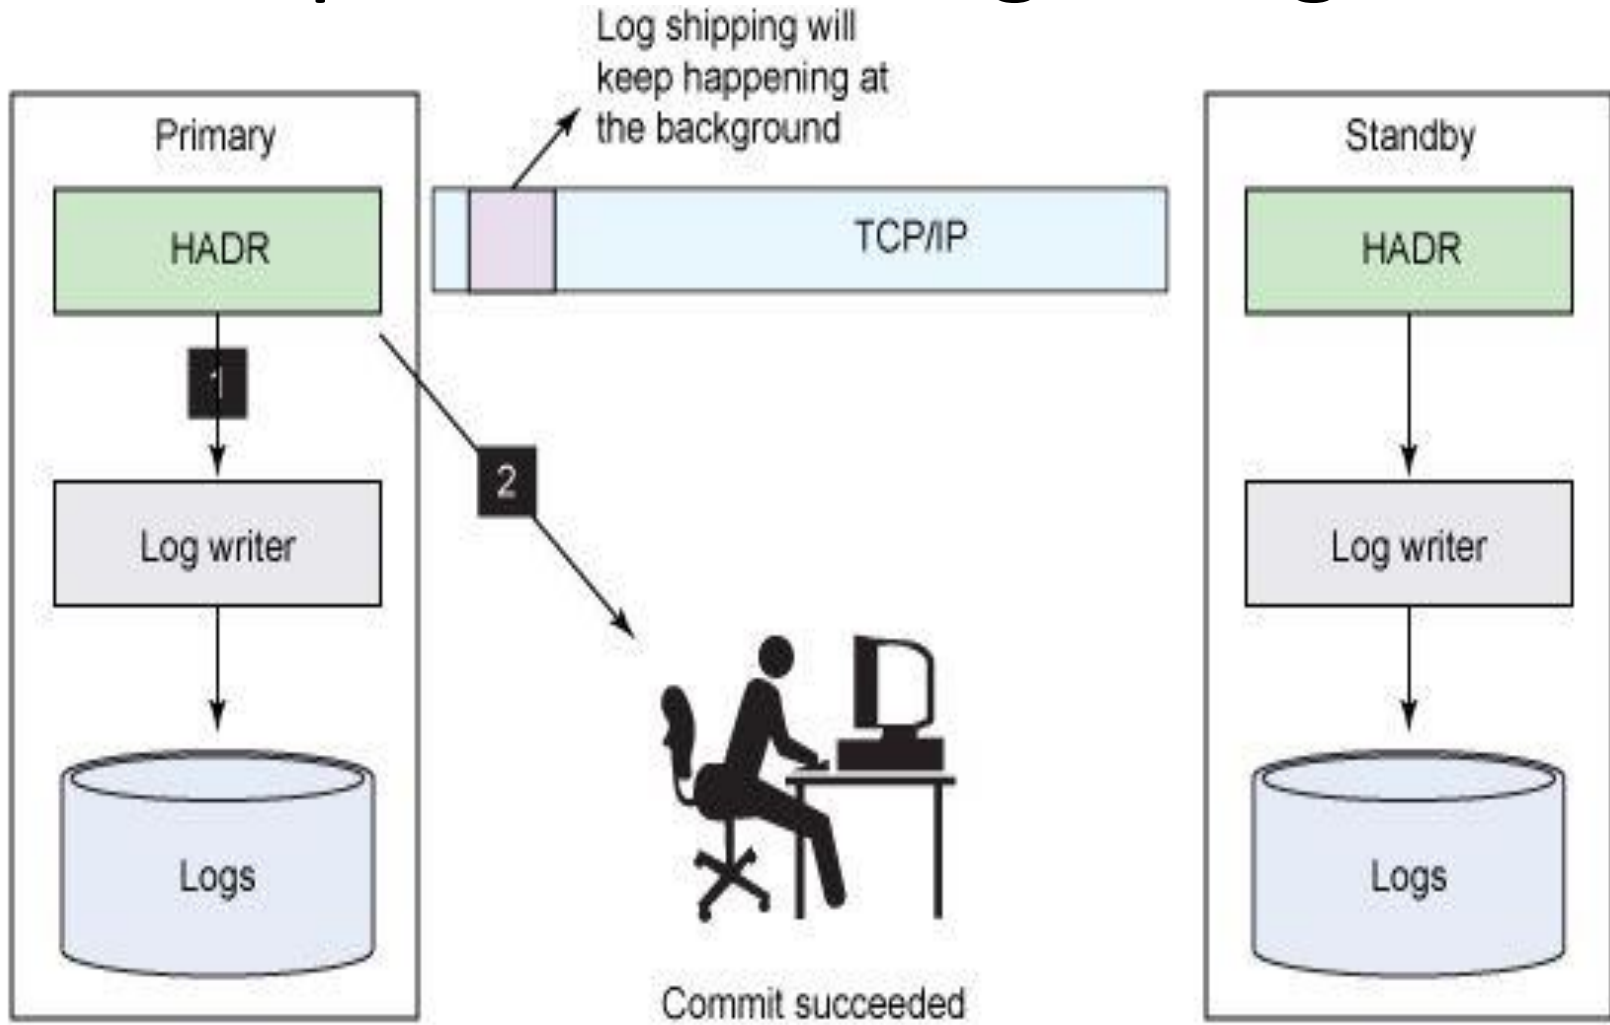 Log shipping will
keep happening at
the background
Primary
Standby
HADR
TCP/IP
HADR
1
2
Log writer
Log writer
Logs
Logs
Commit succeeded